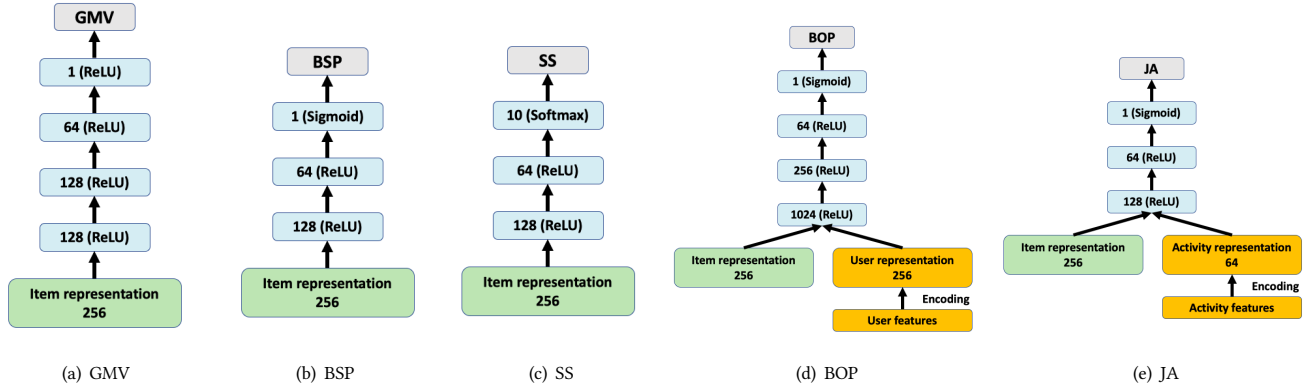 GMV
1 (ReLU)
64 (ReLU)
128 (ReLU)
128 (ReLU)
Item representation
256
(a) GMV
BSP
1 (Sigmoid)
64 (ReLU)
128 (ReLU)
Item representation
256
(b) BSP
SS
10 (Softmax)
64 (ReLU)
128 (ReLU)
Item representation
256
(c) SS
BOP
1 (Sigmoid)
64 (ReLU)
256 (ReLU)
1024 (ReLU)
Item representation
256
User representation
256
Encoding
User features
(d) BOP
JA
1 (Sigmoid)
64 (ReLU)
128 (ReLU)
Item representation
256
Activity representation
64
Encoding
Activity features
(e) JA